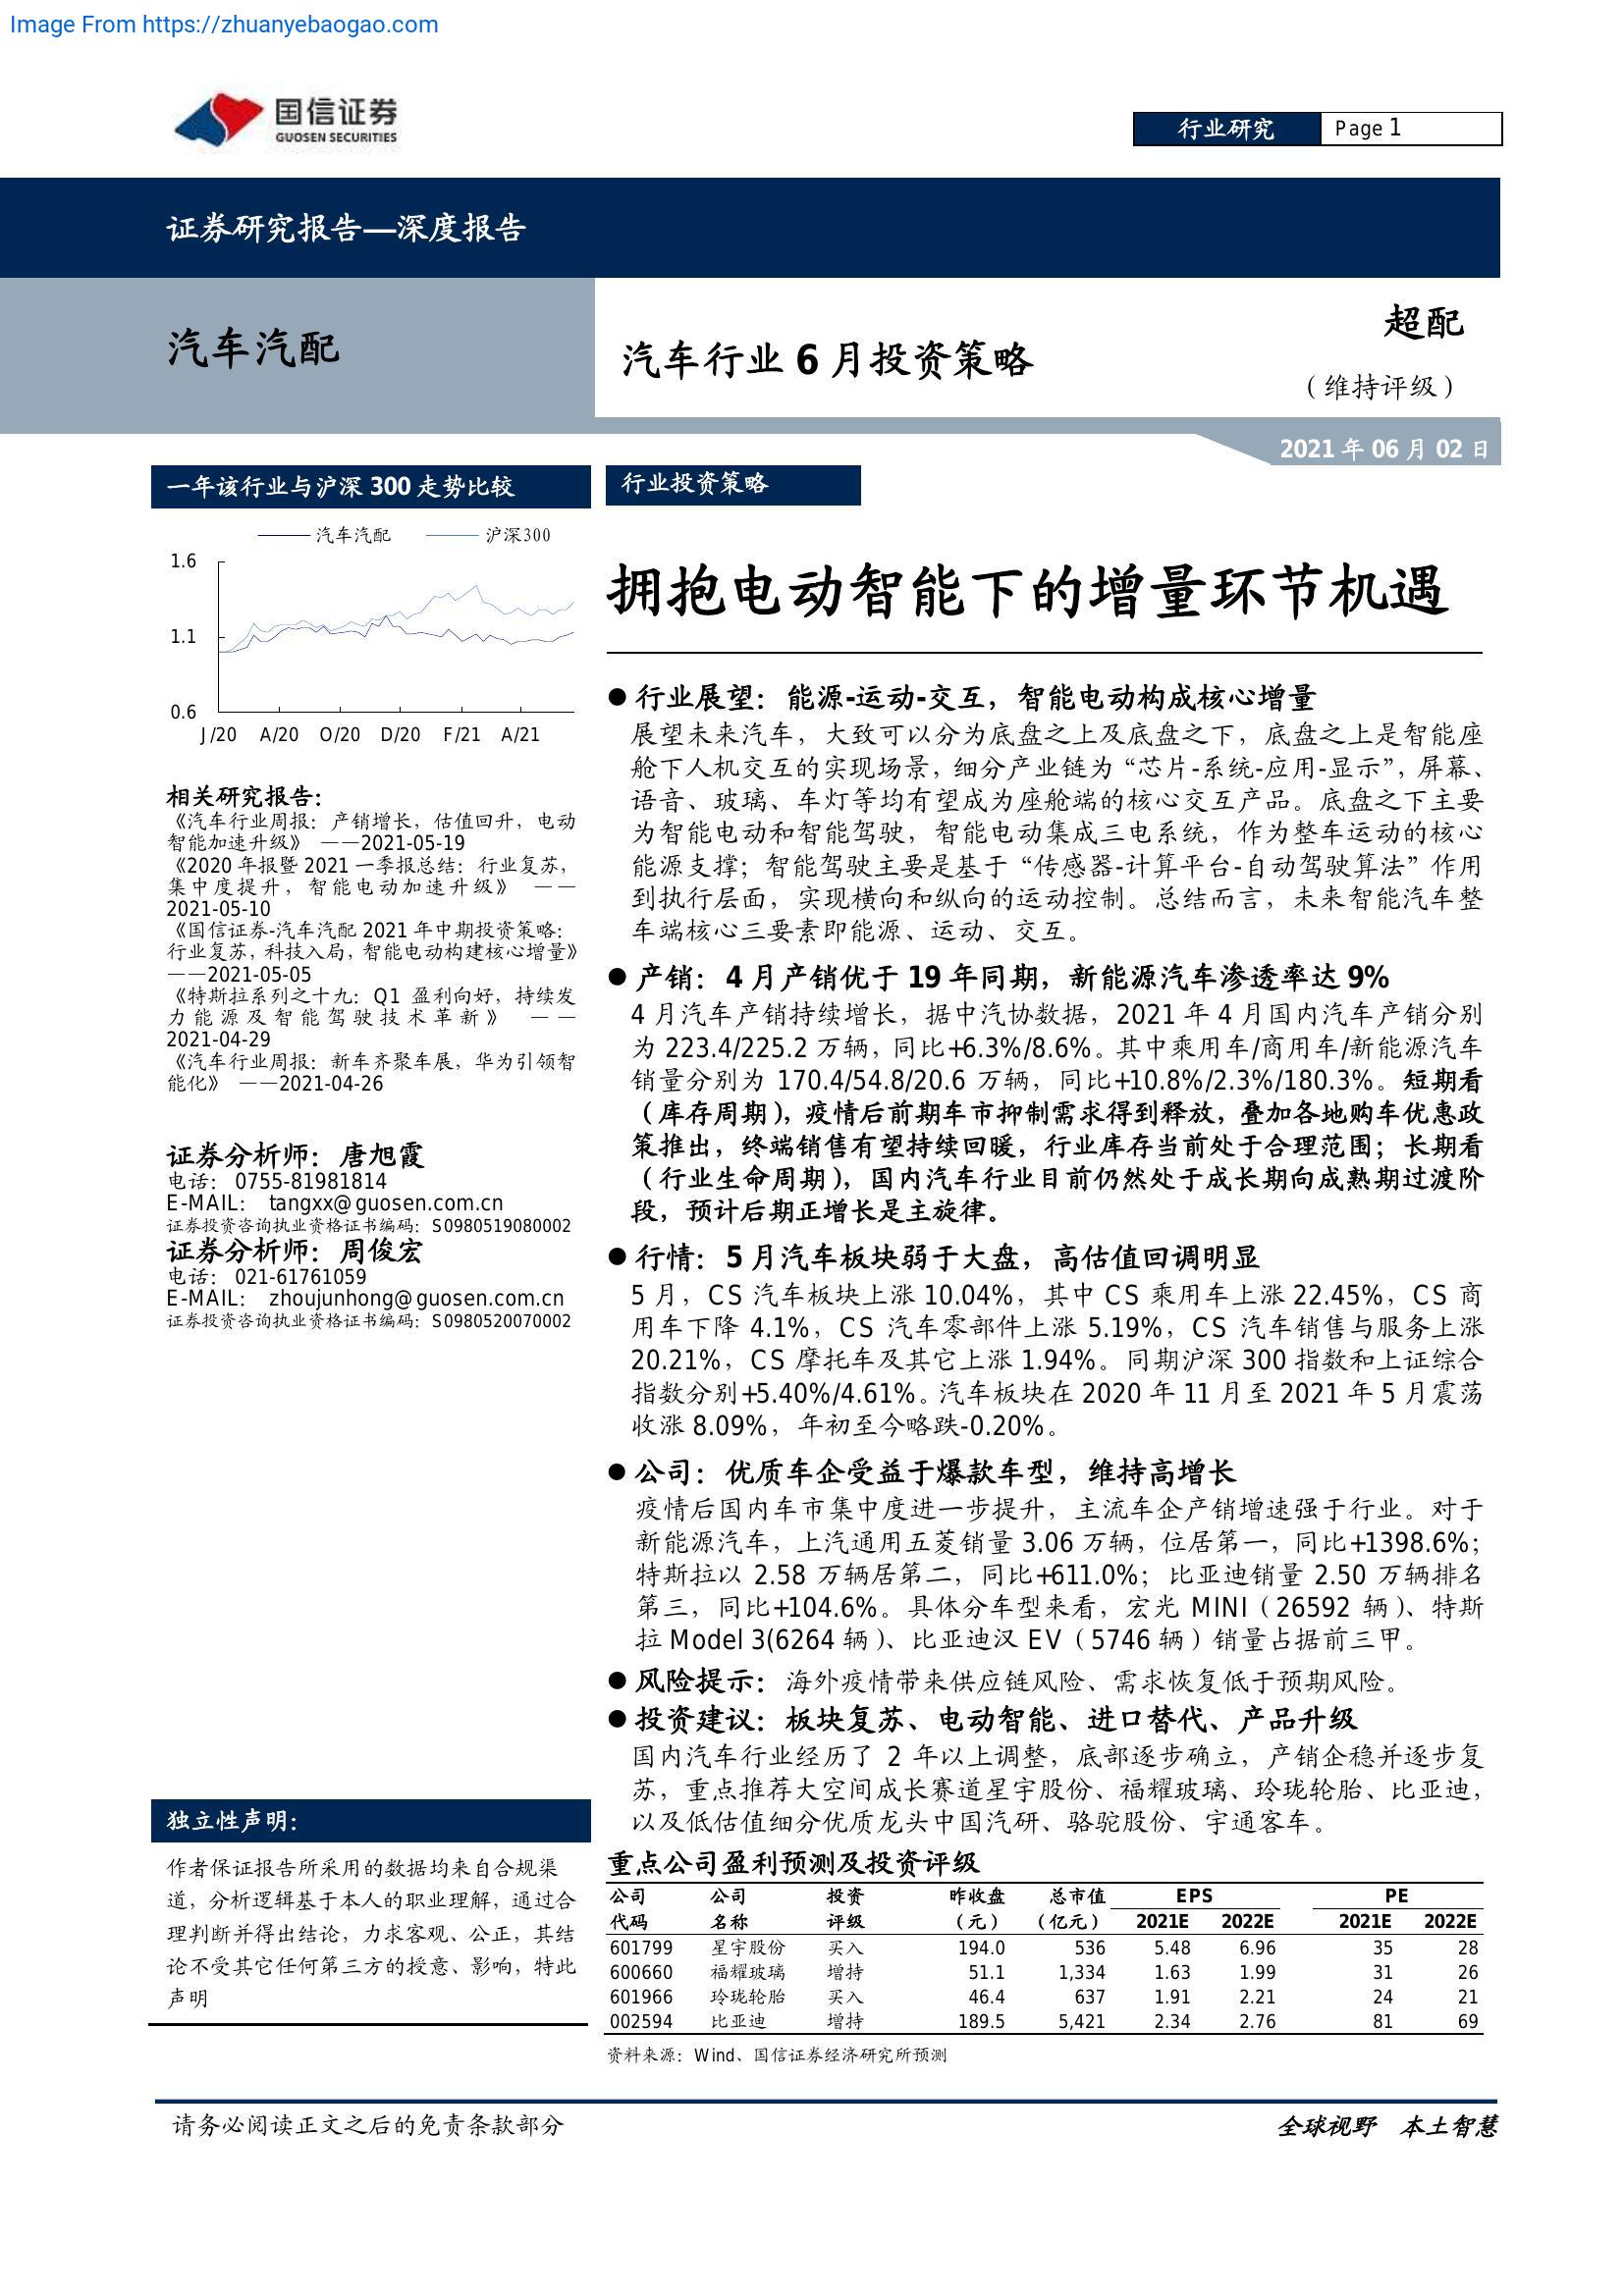 Image From https://zhuanyebaogao.com
国信证券
GUOSEN SECURITIES
行业研究
Page 1
证券研究报告—深度报告
汽车汽配
汽车行业 6 月投资策略
超配
（维持评级）
2021 年 06 月 02 日
一年该行业与沪深 300 走势比较
汽车汽配 沪深300
1.6
1.1
0.6
J/20 A/20 O/20 D/20 F/21 A/21
相关研究报告：
《汽车行业周报：产销增长，估值回升，电动
智能加速升级》 ——2021-05-19
《2020 年报暨 2021 一季报总结：行业复苏，
集中度提升，智能电动加速升级》 ——
2021-05-10
《国信证券-汽车汽配 2021 年中期投资策略：
行业复苏，科技入局，智能电动构建核心增量》
——2021-05-05
《特斯拉系列之十九：Q1 盈利向好，持续发
力能源及智能驾驶技术革新》 ——
2021-04-29
《汽车行业周报：新车齐聚车展，华为引领智
能化》 ——2021-04-26
证券分析师：唐旭霞
电话： 0755-81981814
E-MAIL： tangxx@guosen.com.cn
证券投资咨询执业资格证书编码：S0980519080002
证券分析师：周俊宏
电话： 021-61761059
E-MAIL： zhoujunhong@guosen.com.cn
证券投资咨询执业资格证书编码：S0980520070002
独立性声明：
作者保证报告所采用的数据均来自合规渠
道，分析逻辑基于本人的职业理解，通过合
理判断并得出结论，力求客观、公正，其结
论不受其它任何第三方的授意、影响，特此
声明
行业投资策略
拥抱电动智能下的增量环节机遇
● 行业展望：能源-运动-交互，智能电动构成核心增量
展望未来汽车，大致可以分为底盘之上及底盘之下，底盘之上是智能座
舱下人机交互的实现场景，细分产业链为“芯片-系统-应用-显示”，屏幕、
语音、玻璃、车灯等均有望成为座舱端的核心交互产品。底盘之下主要
为智能电动和智能驾驶，智能电动集成三电系统，作为整车运动的核心
能源支撑；智能驾驶主要是基于“传感器-计算平台-自动驾驶算法”作用
到执行层面，实现横向和纵向的运动控制。总结而言，未来智能汽车整
车端核心三要素即能源、运动、交互。
● 产销：4 月产销优于 19 年同期，新能源汽车渗透率达 9%
4 月汽车产销持续增长，据中汽协数据，2021 年 4 月国内汽车产销分别
为 223.4/225.2 万辆，同比+6.3%/8.6%。其中乘用车/商用车/新能源汽车
销量分别为 170.4/54.8/20.6 万辆，同比+10.8%/2.3%/180.3%。短期看
（库存周期），疫情后前期车市抑制需求得到释放，叠加各地购车优惠政
策推出，终端销售有望持续回暖，行业库存当前处于合理范围；长期看
（行业生命周期），国内汽车行业目前仍然处于成长期向成熟期过渡阶
段，预计后期正增长是主旋律。
● 行情：5 月汽车板块弱于大盘，高估值回调明显
5 月，CS 汽车板块上涨 10.04%，其中 CS 乘用车上涨 22.45%，CS 商
用车下降 4.1%，CS 汽车零部件上涨 5.19%，CS 汽车销售与服务上涨
20.21%，CS 摩托车及其它上涨 1.94%。同期沪深 300 指数和上证综合
指数分别+5.40%/4.61%。汽车板块在 2020 年 11 月至 2021 年 5 月震荡
收涨 8.09%，年初至今略跌-0.20%。
● 公司：优质车企受益于爆款车型，维持高增长
疫情后国内车市集中度进一步提升，主流车企产销增速强于行业。对于
新能源汽车，上汽通用五菱销量 3.06 万辆，位居第一，同比+1398.6%；
特斯拉以 2.58 万辆居第二，同比+611.0%；比亚迪销量 2.50 万辆排名
第三，同比+104.6%。具体分车型来看，宏光 MINI（26592 辆）、特斯
拉 Model 3(6264 辆）、比亚迪汉 EV（5746 辆）销量占据前三甲。
● 风险提示：海外疫情带来供应链风险、需求恢复低于预期风险。
● 投资建议：板块复苏、电动智能、进口替代、产品升级
国内汽车行业经历了 2 年以上调整，底部逐步确立，产销企稳并逐步复
苏，重点推荐大空间成长赛道星宇股份、福耀玻璃、玲珑轮胎、比亚迪，
以及低估值细分优质龙头中国汽研、骆驼股份、宇通客车。
重点公司盈利预测及投资评级
公司 公司 投资 昨收盘 总市值 EPS PE
代码 名称 评级 （元） （亿元） 2021E 2022E 2021E 2022E
601799 星宇股份 买入 194.0 536 5.48 6.96 35 28
600660 福耀玻璃 增持 51.1 1,334 1.63 1.99 31 26
601966 玲珑轮胎 买入 46.4 637 1.91 2.21 24 21
002594 比亚迪 增持 189.5 5,421 2.34 2.76 81 69
资料来源：Wind、国信证券经济研究所预测
请务必阅读正文之后的免责条款部分
全球视野 本土智慧